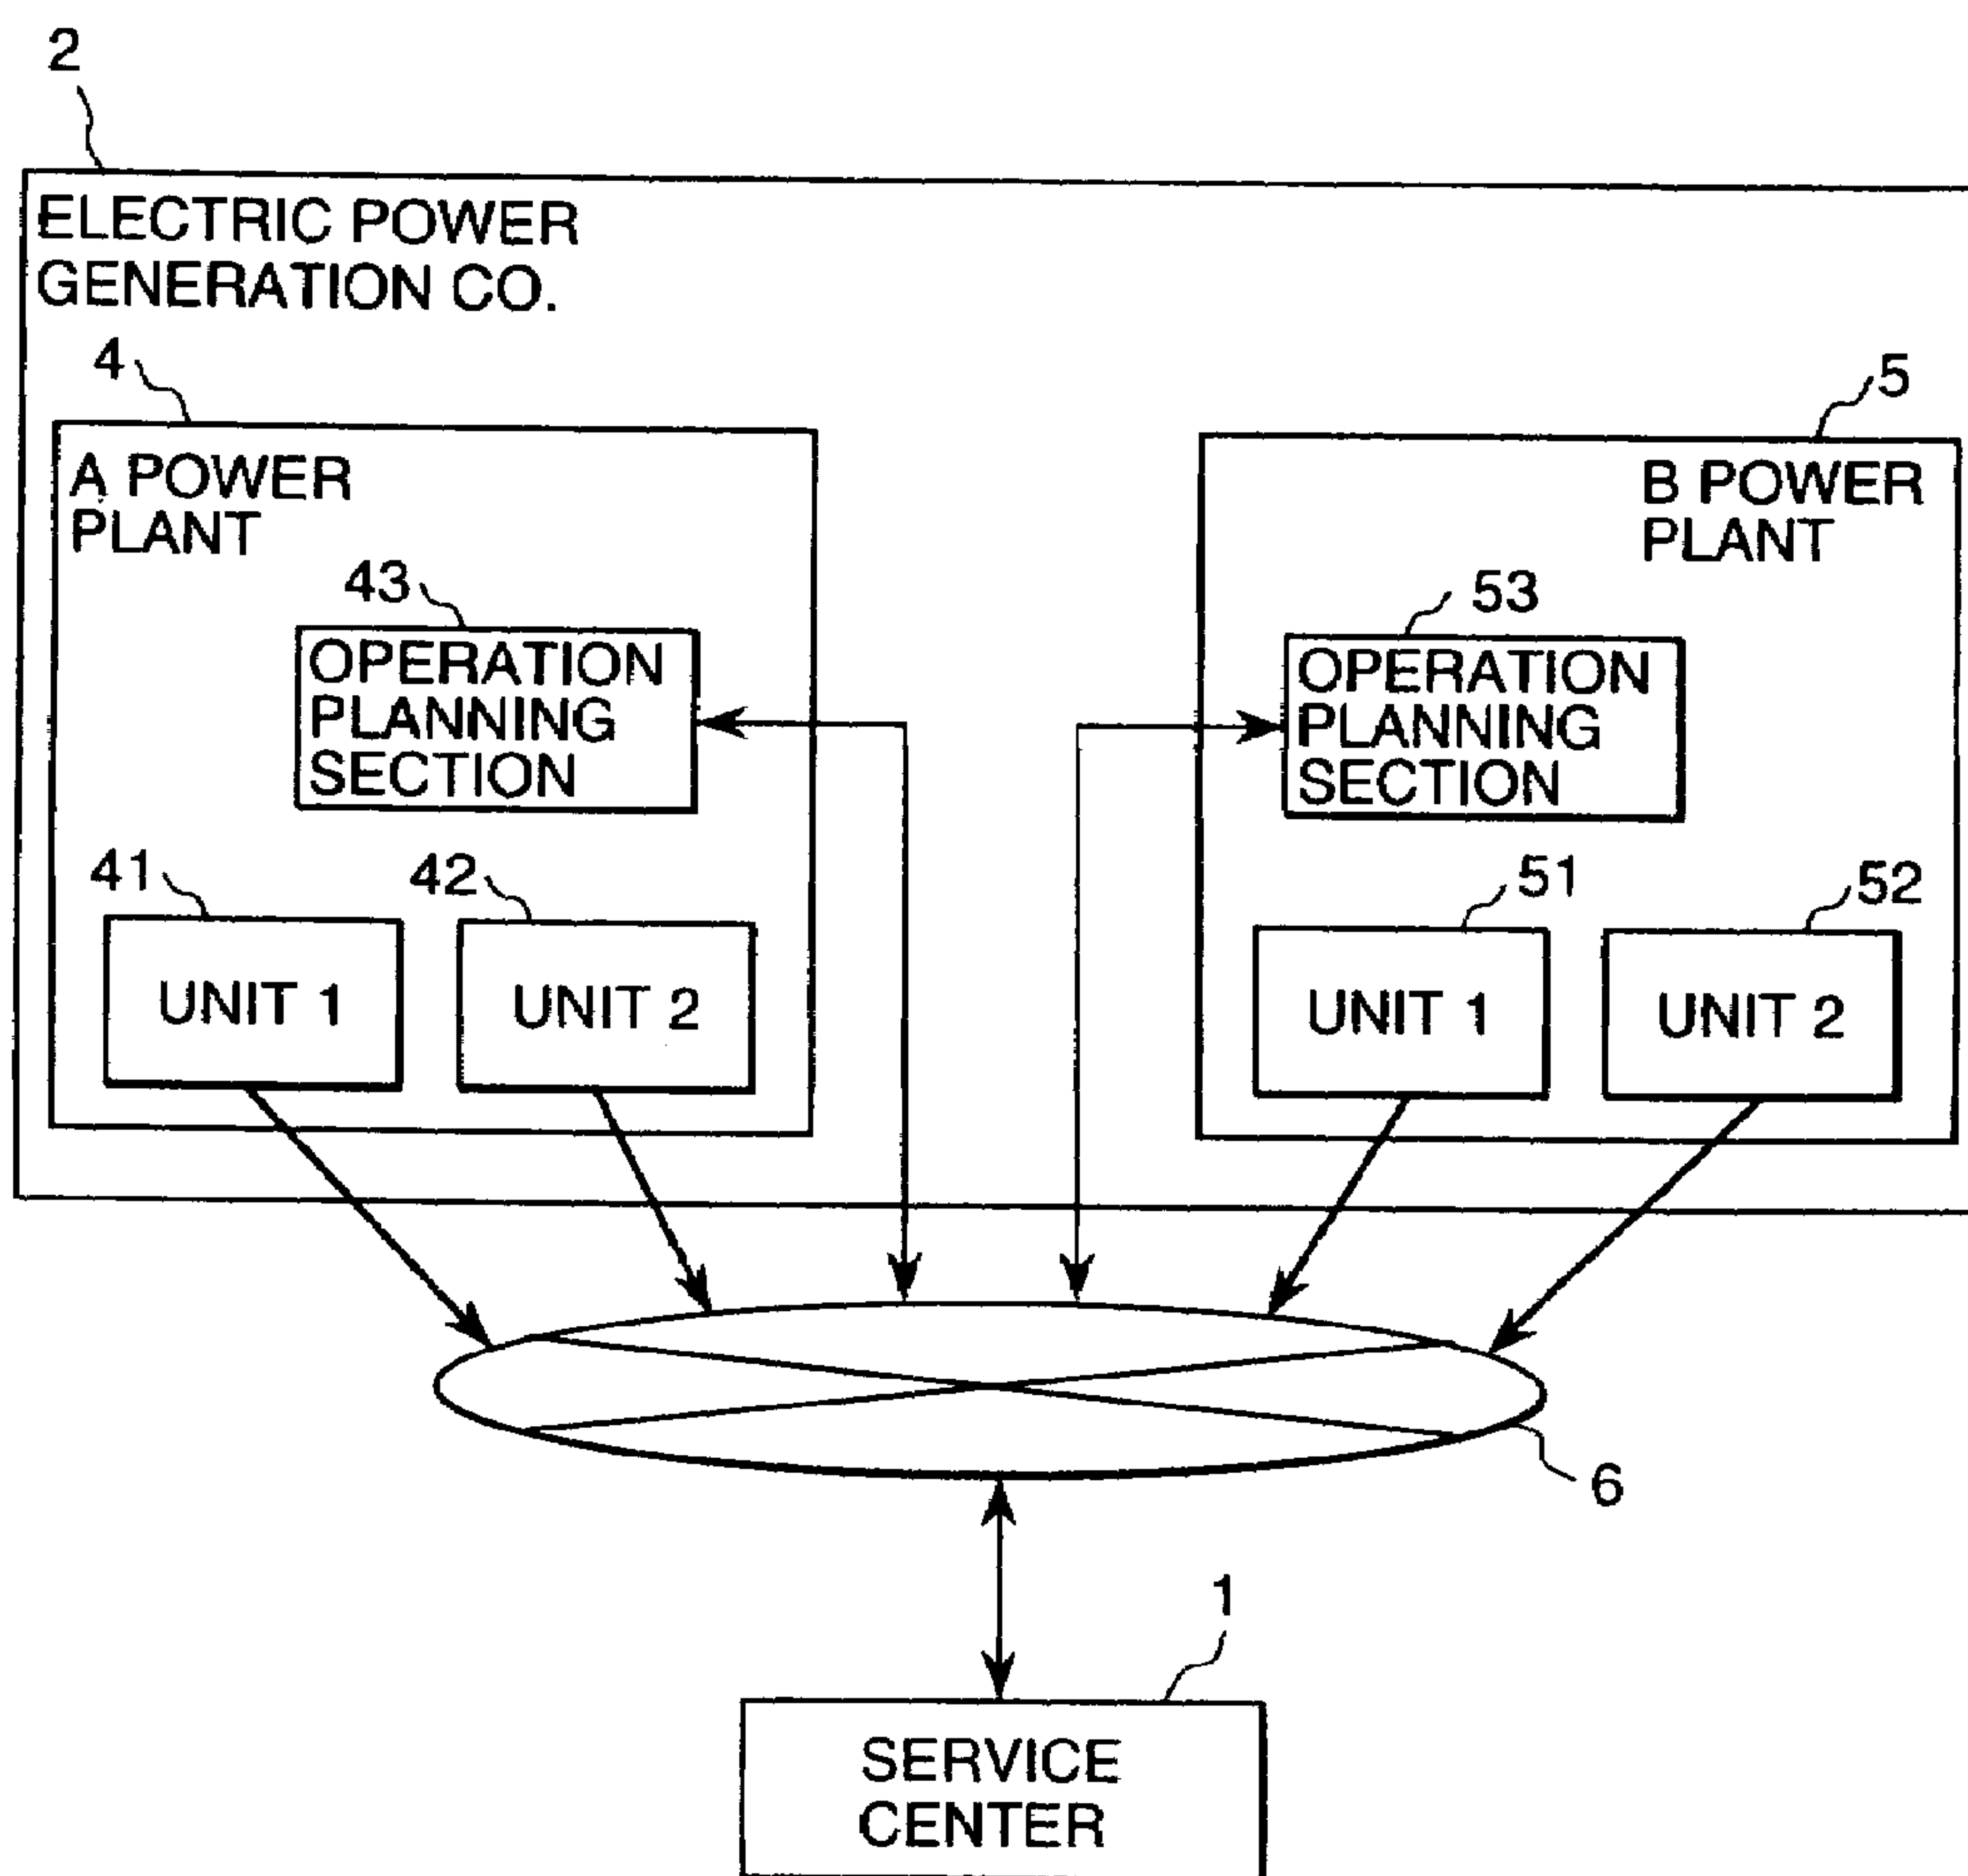 2
ELECTRIC POWER
GENERATION CO.
4
5
A POWER
PLANT
B POWER
PLANT
43
OPERATION
PLANNING
SECTION
53
OPERATION
PLANNING
SECTION
41
42
51
52
UNIT 1
UNIT 2
UNIT 1
UNIT 2
6
1
SERVICE
CENTER